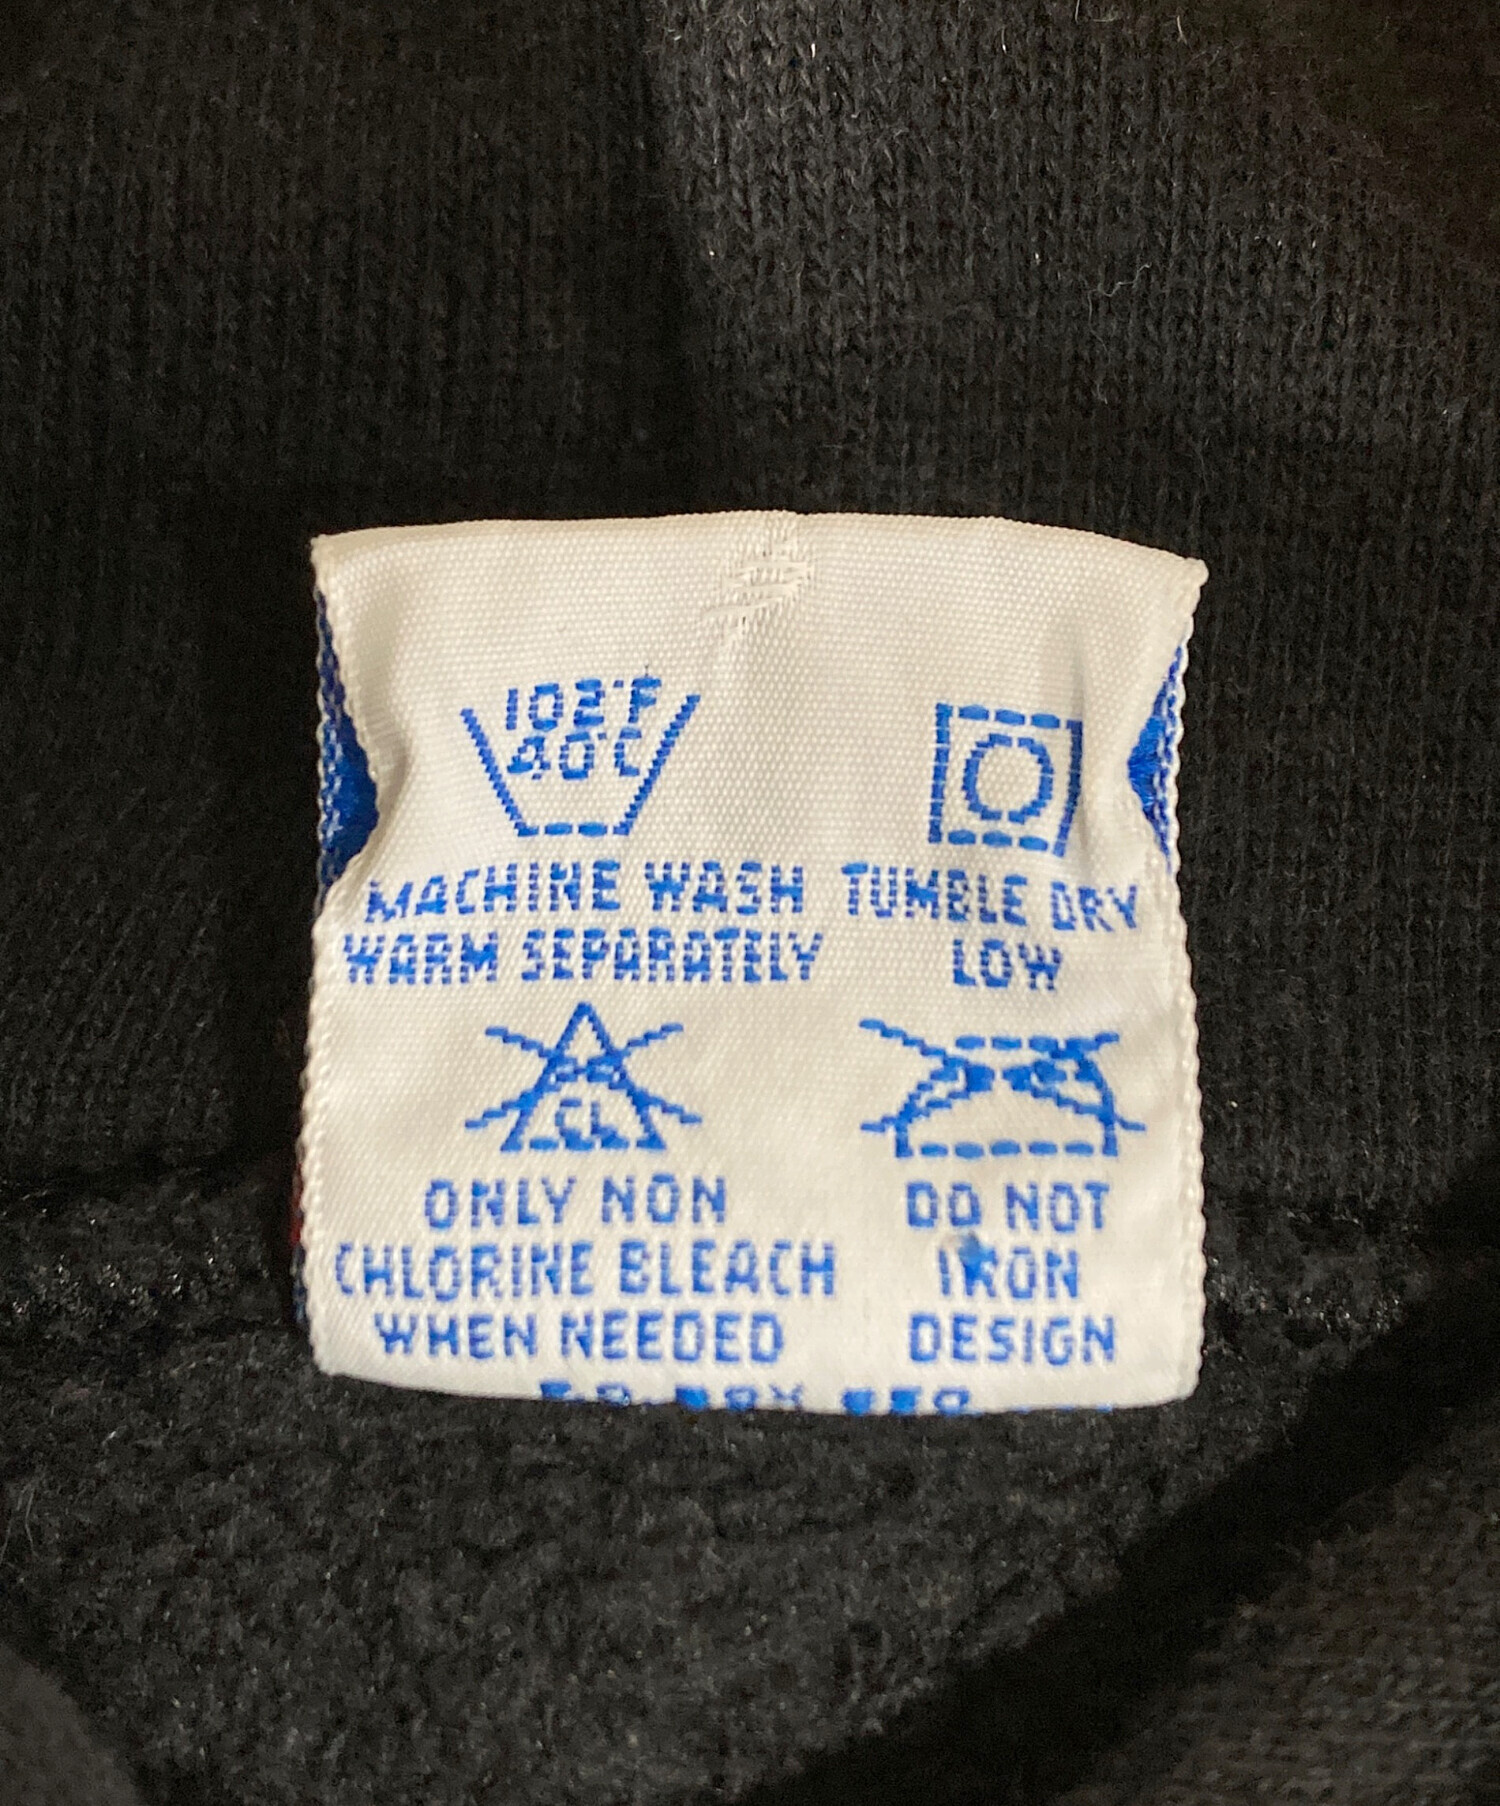 102°F
40°C
MACHINE WASH
WARM SEPARATELY
TUMBLE DRY
LOW
CL
ONLY NON
CHLORINE BLEACH
WHEN NEEDED
DO NOT
IRON
DESIGN